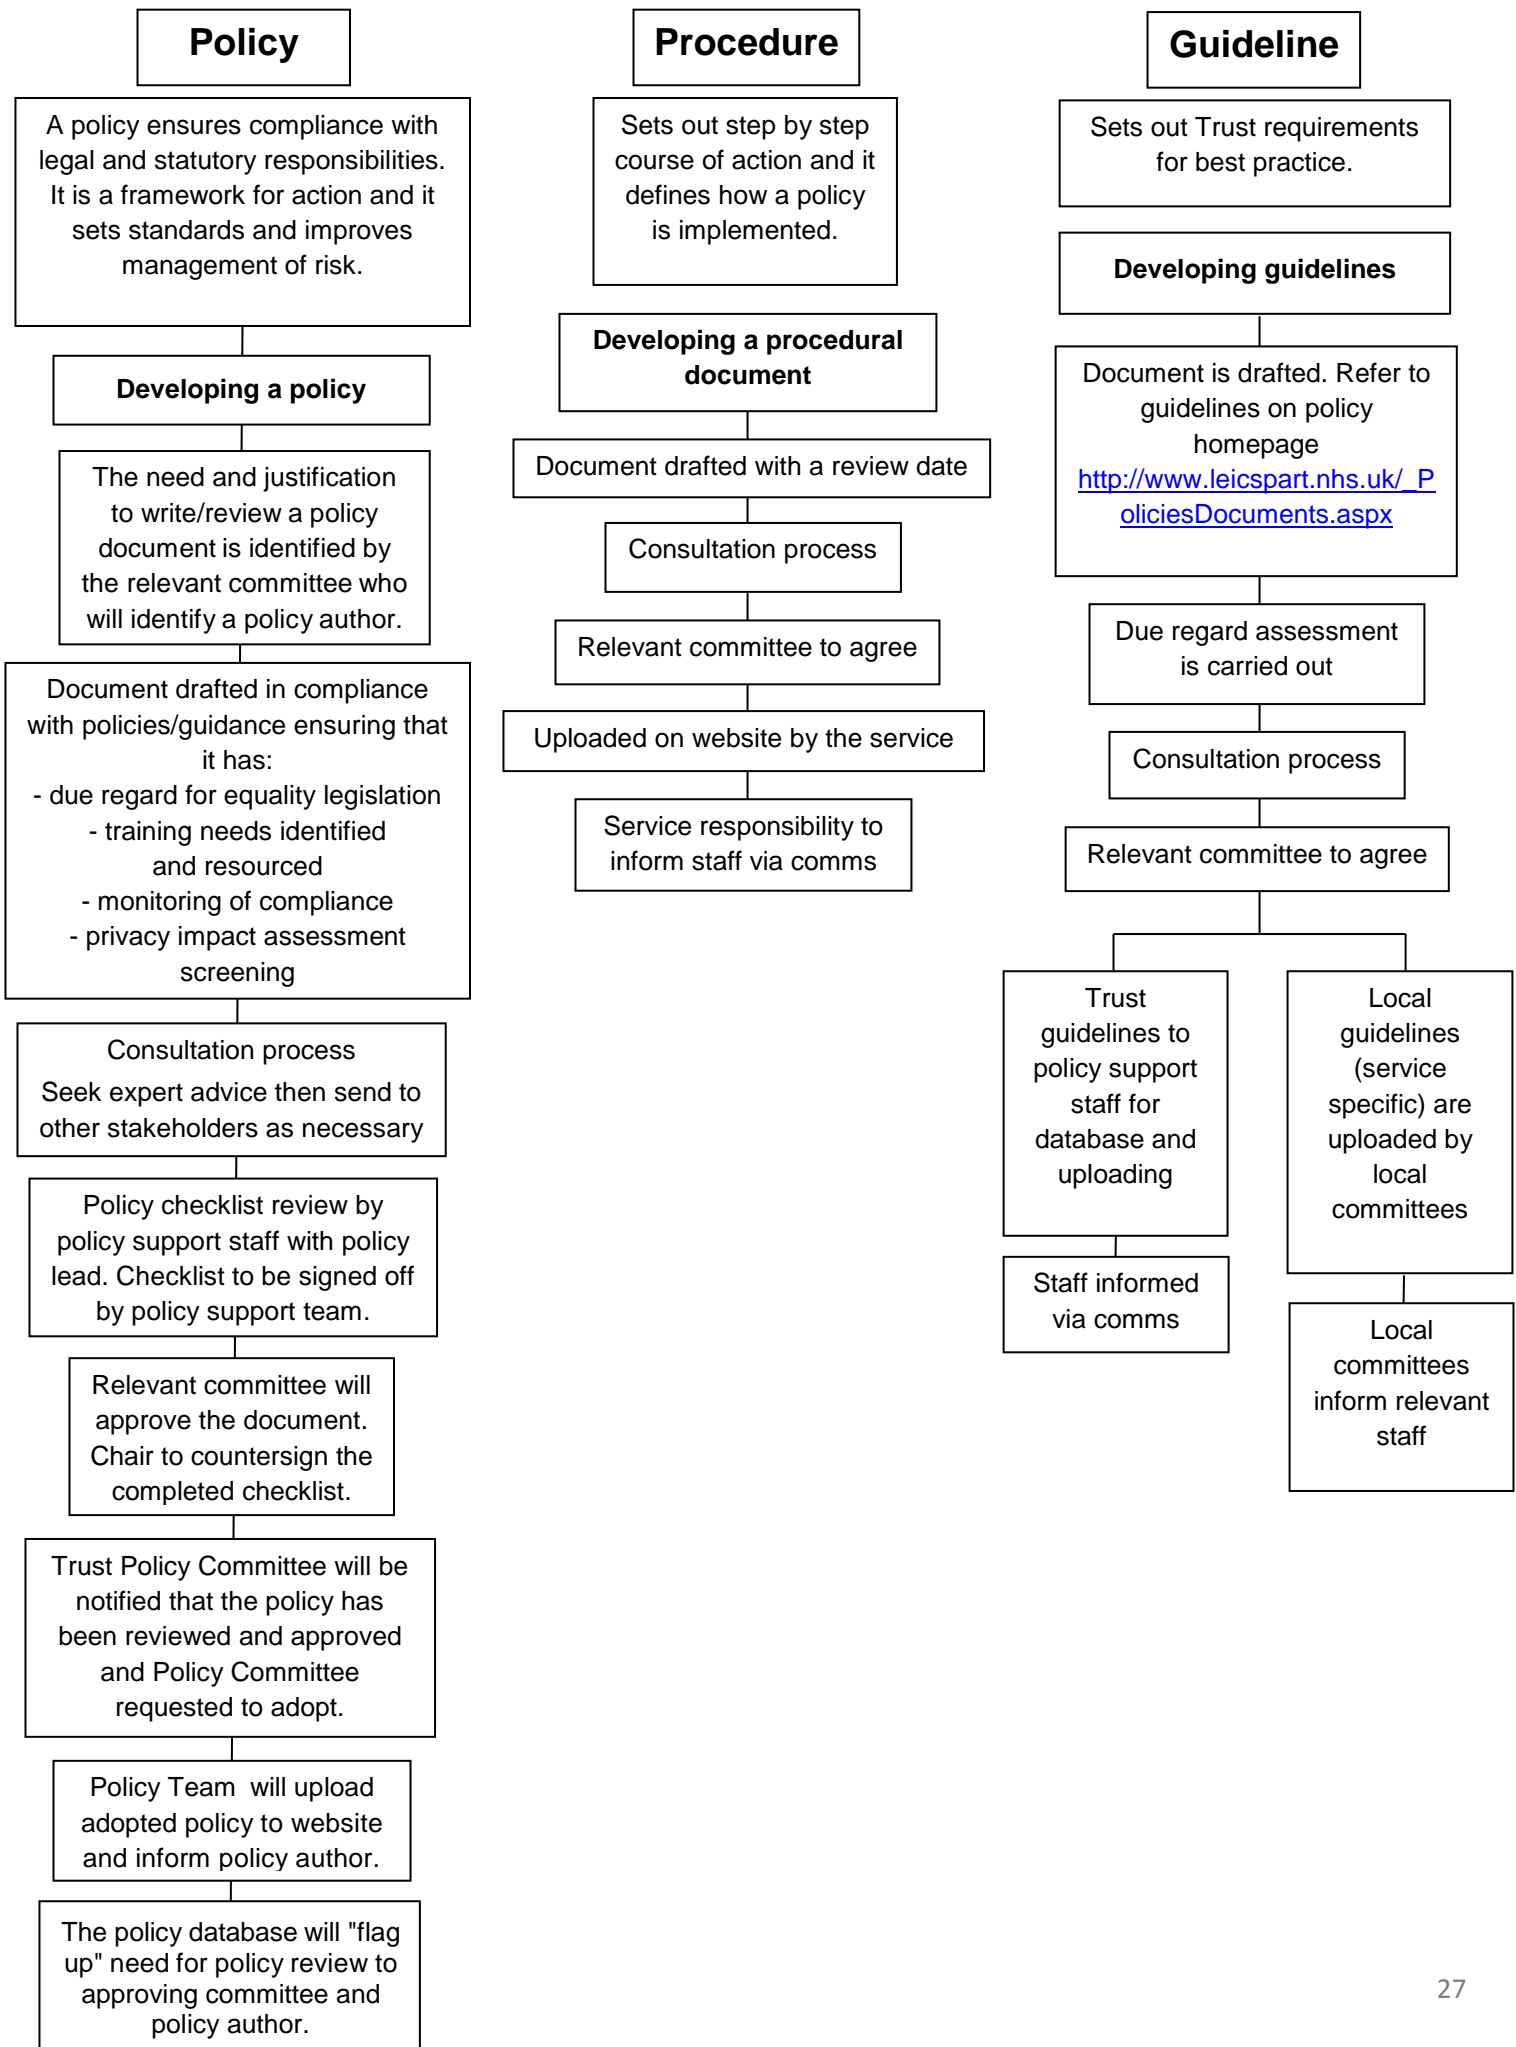 Policy
A policy ensures compliance with
legal and statutory responsibilities.
It is a framework for action and it
sets standards and improves
management of risk.
Developing a policy
The need and justification
to write/review a policy
document is identified by
the relevant committee who
will identify a policy author.
Document drafted in compliance
with policies/guidance ensuring that
it has:
- due regard for equality legislation
- training needs identified
and resourced
- monitoring of compliance
- privacy impact assessment
screening
Consultation process
Seek expert advice then send to
other stakeholders as necessary
Policy checklist review by
policy support staff with policy
lead. Checklist to be signed off
by policy support team.
Relevant committee will
approve the document.
Chair to countersign the
completed checklist.
Trust Policy Committee will be
notified that the policy has
been reviewed and approved
and Policy Committee
requested to adopt.
Policy Team  will upload
adopted policy to website
and inform policy author.
The policy database will "flag
up" need for policy review to
approving committee and
policy author.
Procedure
Sets out step by step
course of action and it
defines how a policy
is implemented.
Developing a procedural
document
Document drafted with a review date
Consultation process
Relevant committee to agree
Uploaded on website by the service
Service responsibility to
inform staff via comms
Guideline
Sets out Trust requirements
for best practice.
Developing guidelines
Document is drafted. Refer to
guidelines on policy
homepage
http://www.leicspart.nhs.uk/_P
oliciesDocuments.aspx
Due regard assessment
is carried out
Consultation process
Relevant committee to agree
Trust
guidelines to
policy support
staff for
database and
uploading
Staff informed
via comms
Local
guidelines
(service
specific) are
uploaded by
local
committees
Local
committees
inform relevant
staff
27